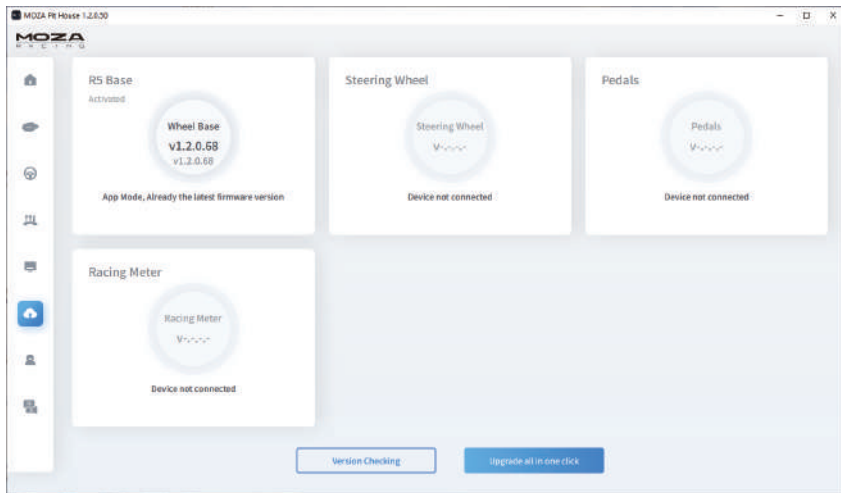 MOZA Pit House 1.2.0.50
MOZA
RACING
R5 Base
Activated
Wheel Base
v1.2.0.68
v1.2.0.68
App Mode, Already the latest firmware version
Steering Wheel
Steering Wheel
V-.-.-.-
Device not connected
Pedals
Pedals
V-.-.-.-
Device not connected
Racing Meter
Racing Meter
V-.-.-.-
Device not connected
Version Checking
Upgrade all in one click